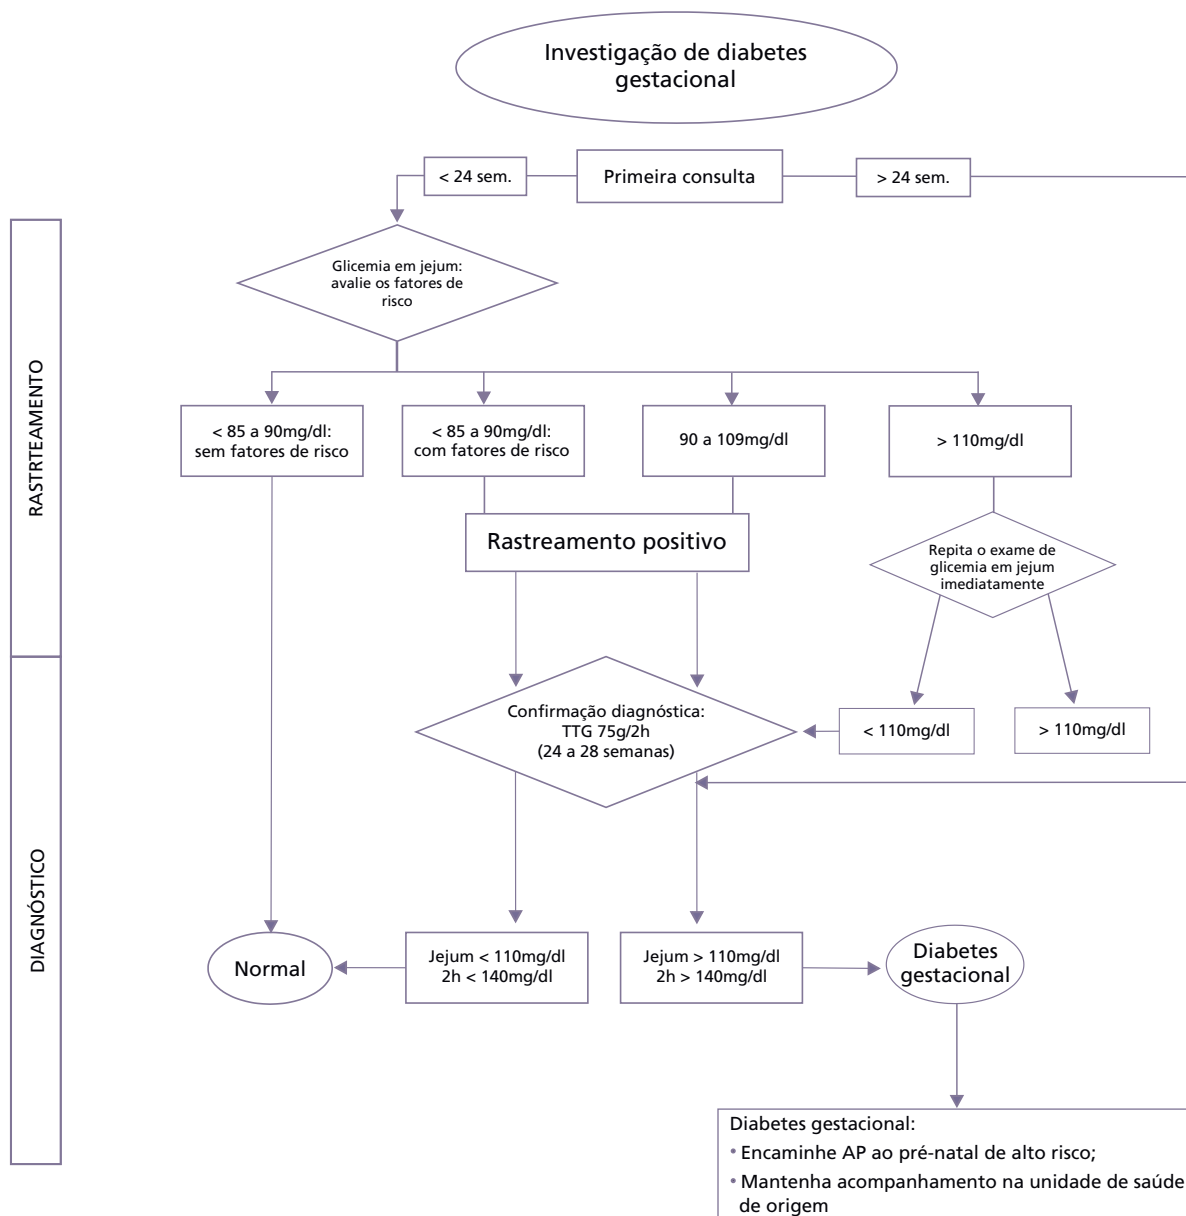 Investigação de diabetes
gestacional
< 24 sem.
Primeira consulta
> 24 sem.
RASTRTEAMENTO
Glicemia em jejum:
avalie os fatores de
risco
< 85 a 90mg/dl:
sem fatores de risco
< 85 a 90mg/dl:
com fatores de risco
90 a 109mg/dl
> 110mg/dl
Rastreamento positivo
Repita o exame de
glicemia em jejum
imediatamente
DIAGNÓSTICO
Confirmação diagnóstica:
TTG 75g/2h
(24 a 28 semanas)
< 110mg/dl
> 110mg/dl
Normal
Jejum < 110mg/dl
2h < 140mg/dl
Jejum > 110mg/dl
2h > 140mg/dl
Diabetes
gestacional
Diabetes gestacional:
• Encaminhe AP ao pré-natal de alto risco;
• Mantenha acompanhamento na unidade de saúde
de origem